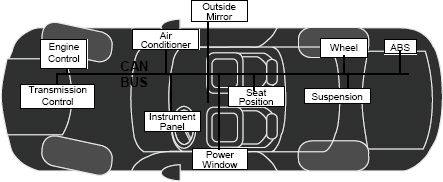 Outside
Mirror
Air
Conditioner
Engine
Control
Wheel
ABS
CAN
BUS
Transmission
Control
Seat
Position
Suspension
Instrument
Panel
Power
Window